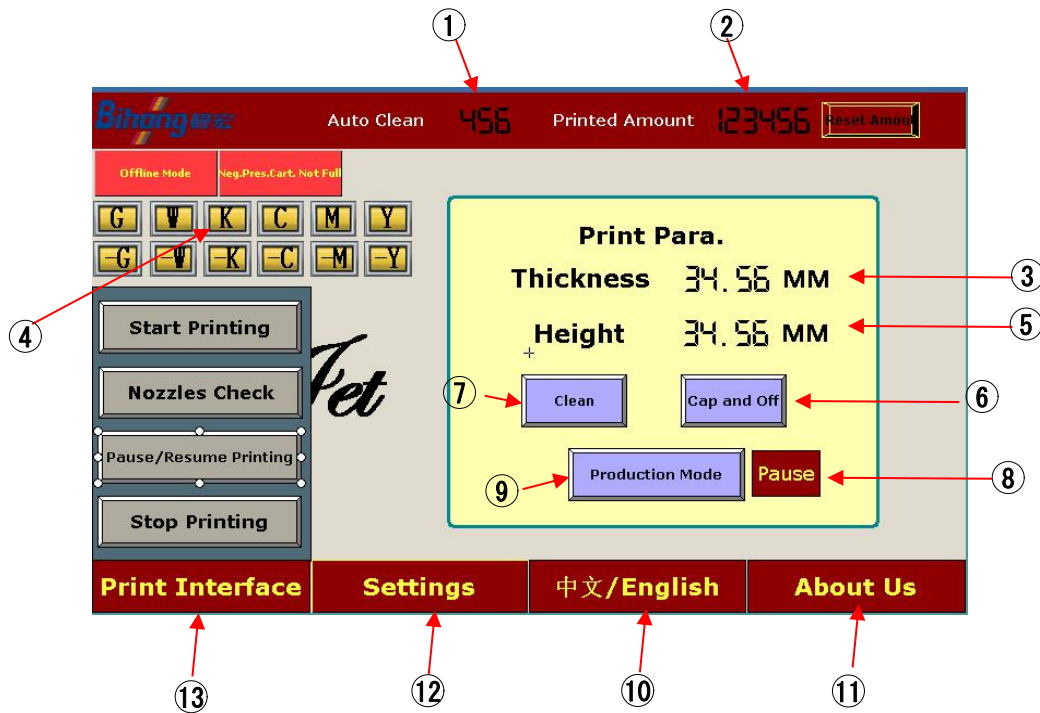 ① ②
Bihong Auto Clean 456 Printed Amount 123456 Reset Amou
Offline Mode Neg.Pres.Cart. Not Full
G W K C M Y
-G -W -K -C -M -Y
Print Para.
Thickness 34.56 MM ③
④
Height 34.56 MM ⑤
Start Printing
Jet
Nozzles Check
⑦ Clean Cap and Off ⑥
Pause/Resume Printing
⑨ Production Mode Pause ⑧
Stop Printing
Print Interface Settings 中文/English About Us
⑬ ⑫ ⑩ ⑪